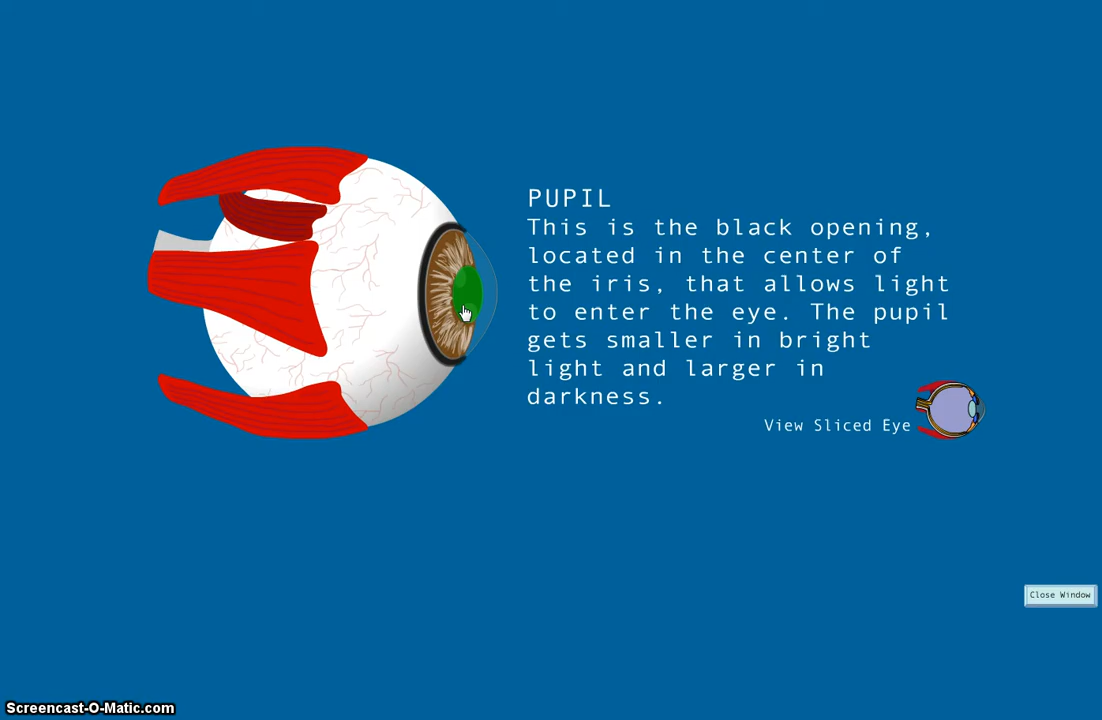 PUPIL
This is the black opening,
located in the center of
the iris, that allows light
to enter the eye. The pupil
gets smaller in bright
light and larger in
darkness.
View Sliced Eye
Close Window
Screencast-O-Matic.com